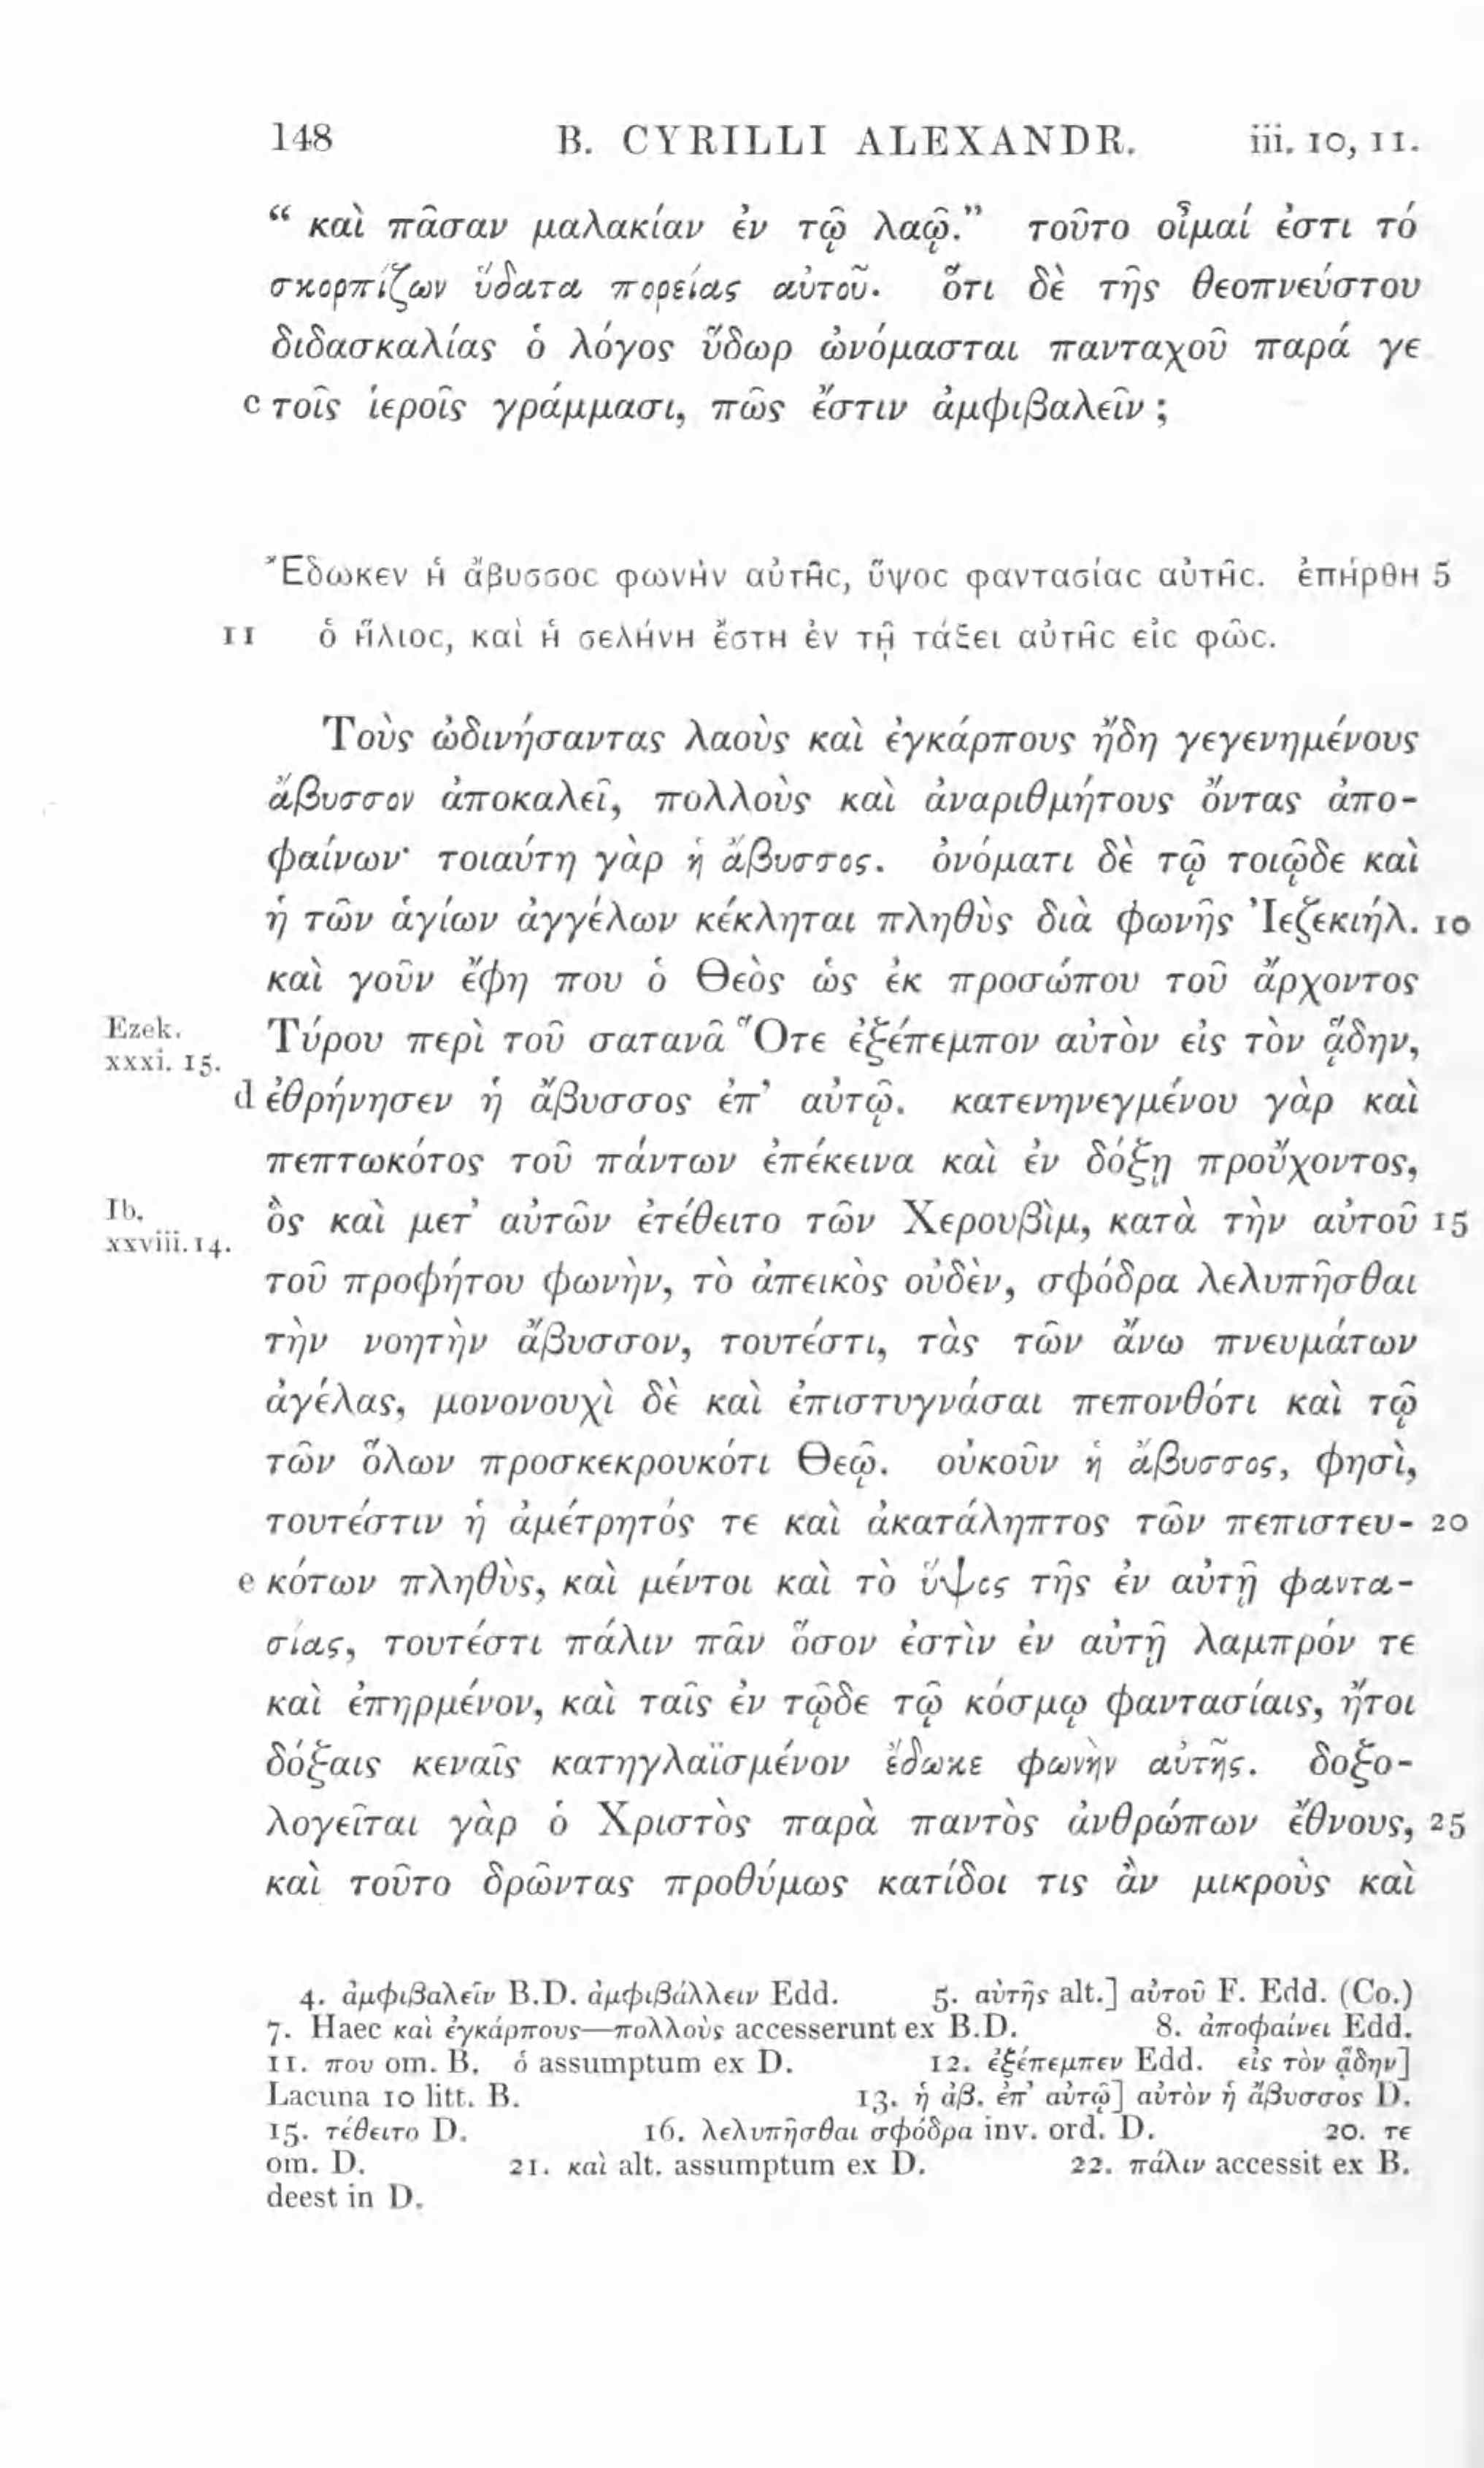 148 B. CYRILLI ALEXANDR. iii. 10, 11.
“ καὶ πᾶσαν μαλακίαν ἐν τῷ λαῷ.” τοῦτο οἶμαί ἐστι τό
σκορπίζων ὕδατα πορείας αὐτοῦ· ὅτι δὲ τῆς θεοπνεύστου
διδασκαλίας ὁ λόγος ὕδωρ ὠνόμασται πανταχοῦ παρά γε
c τοῖς ἱεροῖς γράμμασι, πῶς ἔστιν ἀμφιβαλεῖν ;
Ἔδωκεν ἡ ἄβυσσος φωνὴν αὐτῆς, ὕψος φαντασίας αὐτῆς. ἐπήρθη 5
11 ὁ ἥλιος, καὶ ἡ σελήνη ἔστη ἐν τῇ τάξει αὐτῆς εἰς φῶς.
Τοὺς ὠδινήσαντας λαοὺς καὶ ἐγκάρπους ἤδη γεγενημένους
ἄβυσσον ἀποκαλεῖ, πολλοὺς καὶ ἀναριθμήτους ὄντας ἀπο-
φαίνων· τοιαύτη γὰρ ἡ ἄβυσσος. ὀνόματι δὲ τῷ τοιῷδε καὶ
ἡ τῶν ἁγίων ἀγγέλων κέκληται πληθὺς διὰ φωνῆς Ἰεζεκιήλ. 10
καὶ γοῦν ἔφη που ὁ Θεὸς ὡς ἐκ προσώπου τοῦ ἄρχοντος
Ezek. xxxi. 15. Τύρου περὶ τοῦ σατανᾶ Ὅτε ἐξέπεμπον αὐτὸν εἰς τὸν ᾅδην,
d ἐθρήνησεν ἡ ἄβυσσος ἐπ’ αὐτῷ. κατενηνεγμένου γὰρ καὶ
πεπτωκότος τοῦ πάντων ἐπέκεινα καὶ ἐν δόξῃ προὔχοντος,
Ib. xxviii. 14. ὃς καὶ μετ’ αὐτῶν ἐτέθειτο τῶν Χερουβὶμ, κατὰ τὴν αὐτοῦ 15
τοῦ προφήτου φωνὴν, τὸ ἀπεικὸς οὐδὲν, σφόδρα λελυπῆσθαι
τὴν νοητὴν ἄβυσσον, τουτέστι, τὰς τῶν ἄνω πνευμάτων
ἀγέλας, μονονουχὶ δὲ καὶ ἐπιστυγνάσαι πεπονθότι καὶ τῷ
τῶν ὅλων προσκεκρουκότι Θεῷ. οὐκοῦν ἡ ἄβυσσος, φησὶ,
τουτέστιν ἡ ἀμέτρητός τε καὶ ἀκατάληπτος τῶν πεπιστευ- 20
e κότων πληθὺς, καὶ μέντοι καὶ τὸ ὕψος τῆς ἐν αὐτῇ φαντα-
σίας, τουτέστι πάλιν πᾶν ὅσον ἐστὶν ἐν αὐτῇ λαμπρόν τε
καὶ ἐπηρμένον, καὶ ταῖς ἐν τῷδε τῷ κόσμῳ φαντασίαις, ἤτοι
δόξαις κεναῖς κατηγλαϊσμένον ἔδωκε φωνὴν αὐτῆς. δοξο-
λογεῖται γὰρ ὁ Χριστὸς παρὰ παντὸς ἀνθρώπων ἔθνους, 25
καὶ τοῦτο δρῶντας προθύμως κατίδοι τις ἂν μικροὺς καὶ
4. ἀμφιβαλεῖν B.D. ἀμφιβάλλειν Edd. 5. αὐτῆς alt.] αὐτοῦ F. Edd. (Co.)
7. Haec καὶ ἐγκάρπους—πολλοὺς accesserunt ex B.D. 8. ἀποφαίνει Edd.
11. που om. B. ὁ assumptum ex D. 12. ἐξέπεμπεν Edd. εἰς τὸν ᾅδην]
Lacuna 10 litt. B. 13. ἡ ἀβ. ἐπ’ αὐτῷ] αὐτὸν ἡ ἄβυσσος D.
15. τέθειτο D. 16. λελυπῆσθαι σφόδρα inv. ord. D. 20. τε
om. D. 21. καὶ alt. assumptum ex D. 22. πάλιν accessit ex B.
deest in D.